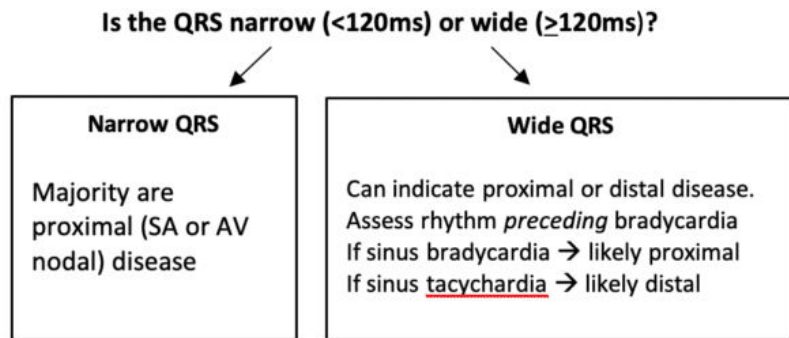 Is the QRS narrow (<120ms) or wide (≥120ms)?
Narrow QRS
Majority are
proximal (SA or AV
nodal) disease
Wide QRS
Can indicate proximal or distal disease.
Assess rhythm preceding bradycardia
If sinus bradycardia → likely proximal
If sinus tacychardia → likely distal